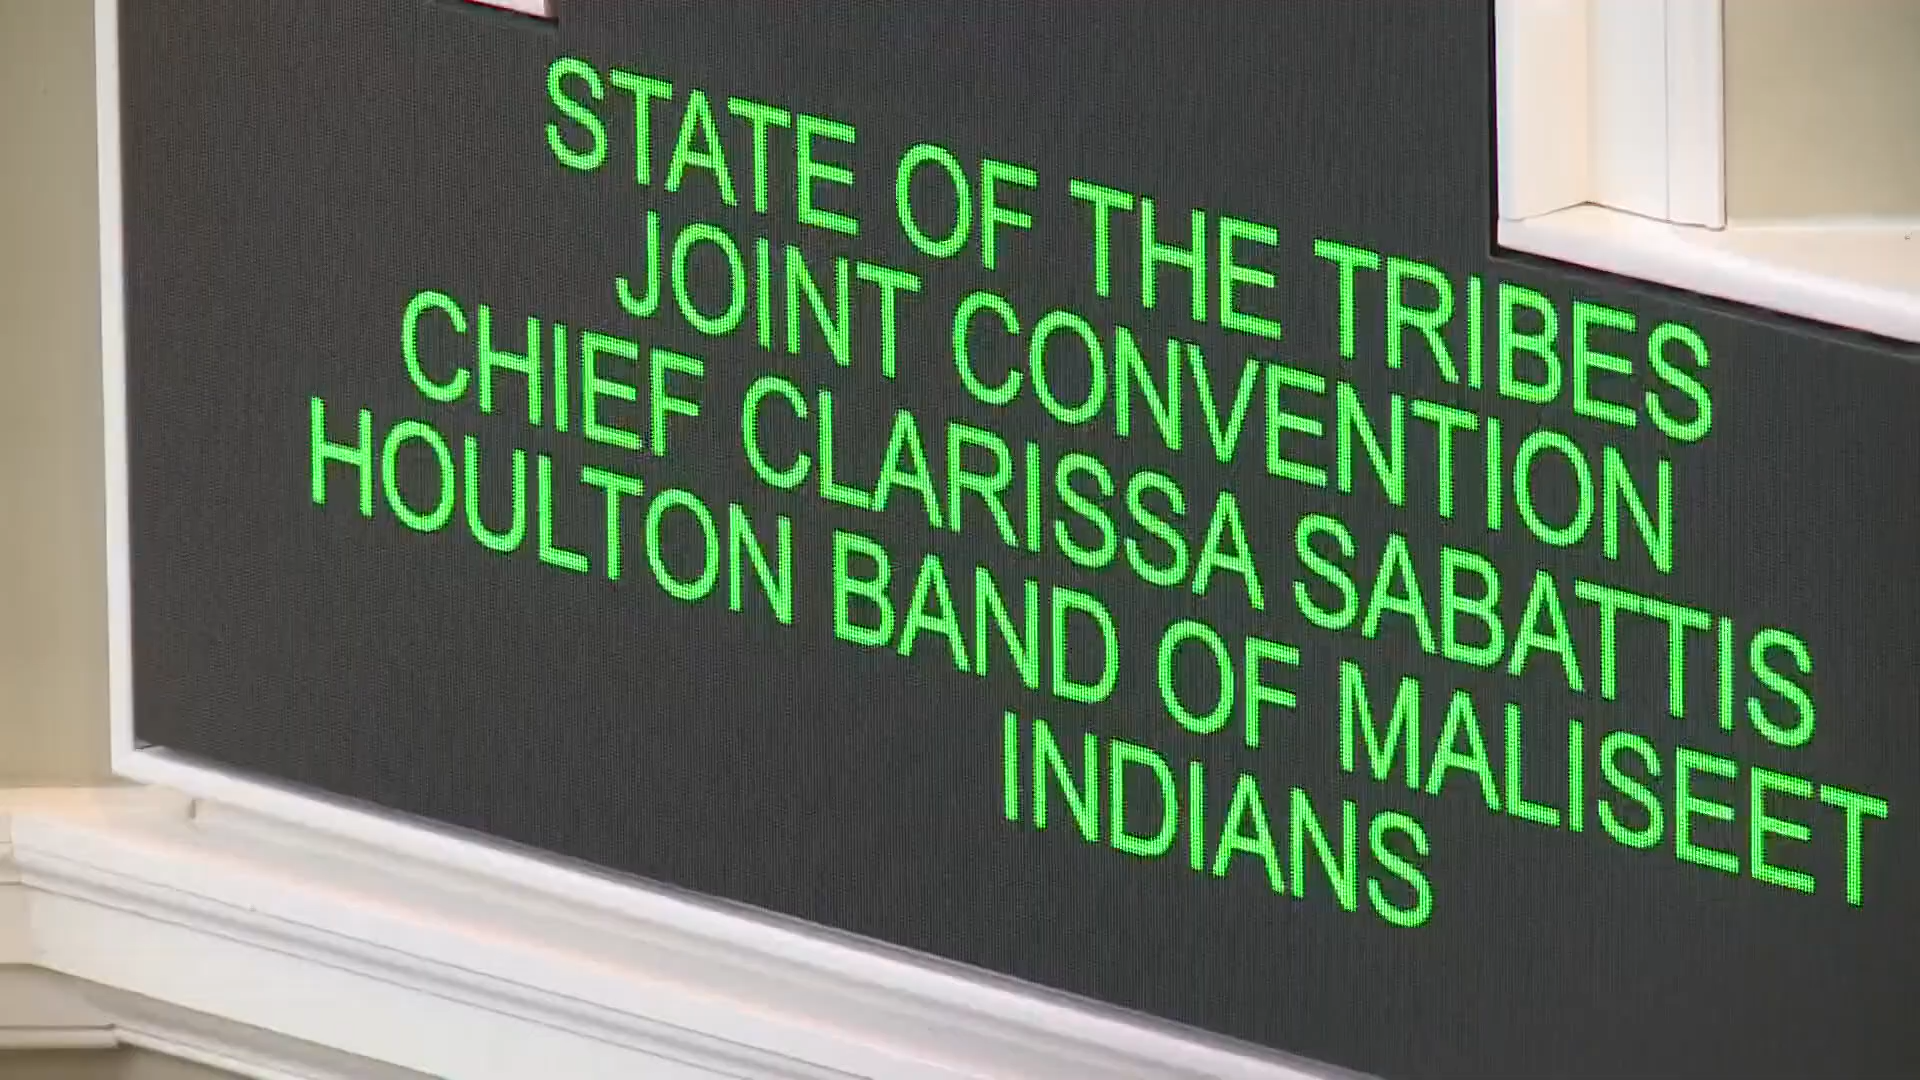 STATE OF THE TRIBES
JOINT CONVENTION
CHIEF CLARISSA SABATTIS
HOULTON BAND OF MALISEET
INDIANS